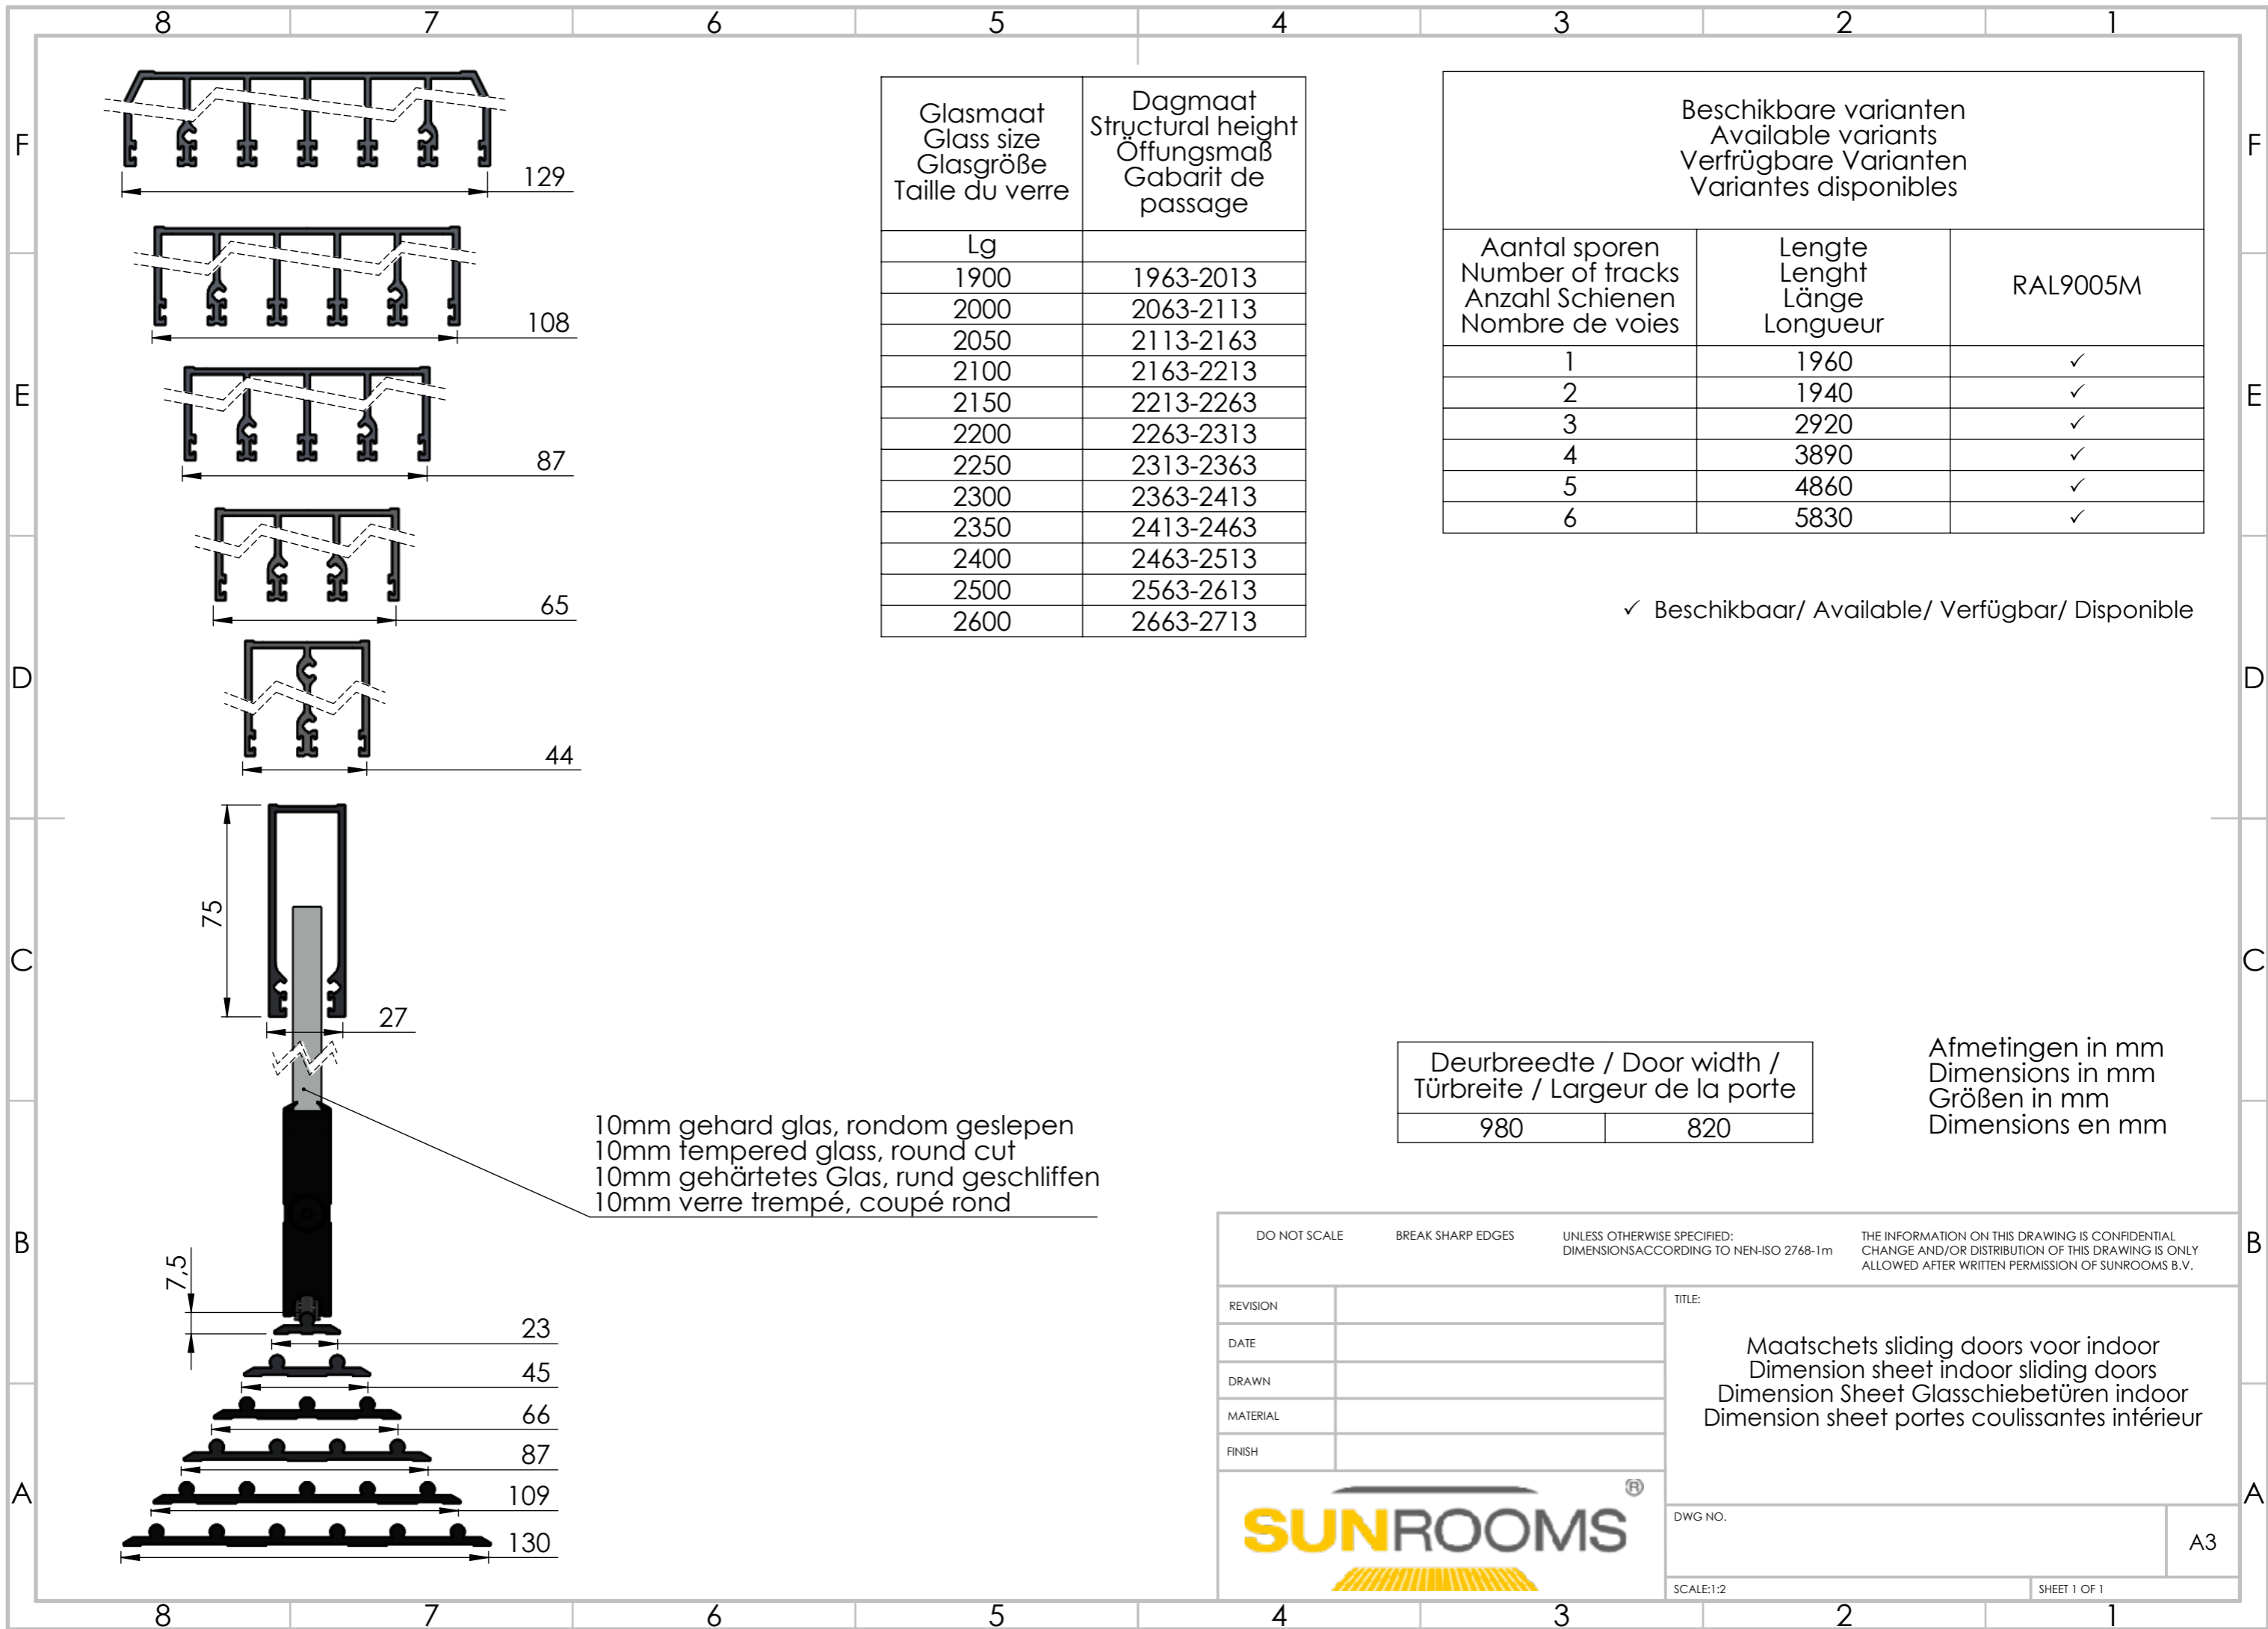 8 7 6 5 4 3 2 1
F
E
D
C
B
A
129
108
87
65
44
75
27
7,5
23
45
66
87
109
130
10mm gehard glas, rondom geslepen
10mm tempered glass, round cut
10mm gehärtetes Glas, rund geschliffen
10mm verre trempé, coupé rond
Glasmaat
Glass size
Glasgröße
Taille du verre
Dagmaat
Structural height
Öffungsmaß
Gabarit de
passage
Lg
1900 1963-2013
2000 2063-2113
2050 2113-2163
2100 2163-2213
2150 2213-2263
2200 2263-2313
2250 2313-2363
2300 2363-2413
2350 2413-2463
2400 2463-2513
2500 2563-2613
2600 2663-2713
Beschikbare varianten
Available variants
Verfrügbare Varianten
Variantes disponibles
Aantal sporen
Number of tracks
Anzahl Schienen
Nombre de voies
Lengte
Lenght
Länge
Longueur
RAL9005M
1 1960 ✓
2 1940 ✓
3 2920 ✓
4 3890 ✓
5 4860 ✓
6 5830 ✓
✓ Beschikbaar/ Available/ Verfügbar/ Disponible
Deurbreedte / Door width /
Türbreite / Largeur de la porte
980 820
Afmetingen in mm
Dimensions in mm
Größen in mm
Dimensions en mm
DO NOT SCALE
BREAK SHARP EDGES
UNLESS OTHERWISE SPECIFIED:
DIMENSIONSACCORDING TO NEN-ISO 2768-1m
THE INFORMATION ON THIS DRAWING IS CONFIDENTIAL
CHANGE AND/OR DISTRIBUTION OF THIS DRAWING IS ONLY
ALLOWED AFTER WRITTEN PERMISSION OF SUNROOMS B.V.
REVISION
DATE
DRAWN
MATERIAL
FINISH
TITLE:
Maatschets sliding doors voor indoor
Dimension sheet indoor sliding doors
Dimension Sheet Glasschiebetüren indoor
Dimension sheet portes coulissantes intérieur
SUNROOMS ®
DWG NO.
A3
SCALE:1:2
SHEET 1 OF 1
F
E
D
C
B
A
8 7 6 5 4 3 2 1